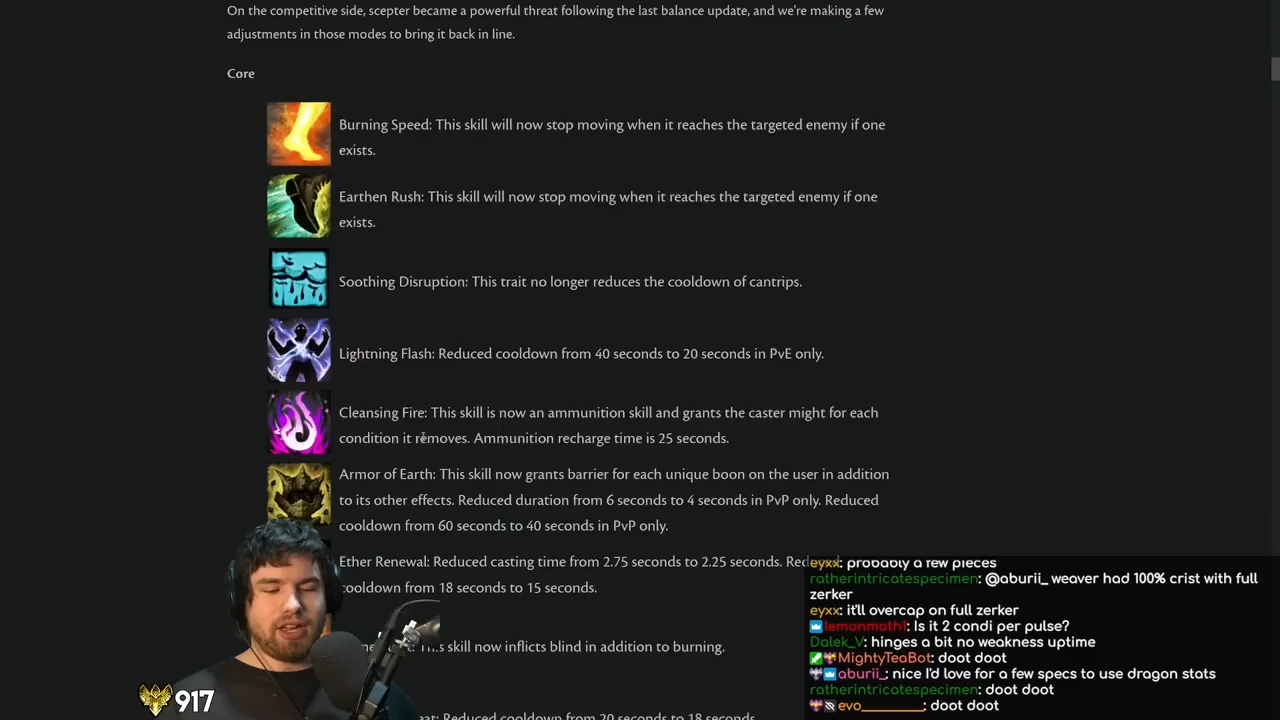 On the competitive side, scepter became a powerful threat following the last balance update, and we're making a few
adjustments in those modes to bring it back in line.
Core
Burning Speed: This skill will now stop moving when it reaches the targeted enemy if one
exists.
Earthen Rush: This skill will now stop moving when it reaches the targeted enemy if one
exists.
Soothing Disruption: This trait no longer reduces the cooldown of cantrips.
Lightning Flash: Reduced cooldown from 40 seconds to 20 seconds in PvE only.
Cleansing Fire: This skill is now an ammunition skill and grants the caster might for each
condition it removes. Ammunition recharge time is 25 seconds.
Armor of Earth: This skill now grants barrier for each unique boon on the user in addition
to its other effects. Reduced duration from 6 seconds to 4 seconds in PvP only. Reduced
cooldown from 60 seconds to 40 seconds in PvP only.
Ether Renewal: Reduced casting time from 2.75 seconds to 2.25 seconds.
cooldown from 18 seconds to 15 seconds.
skill now inflicts blind in addition to burning.
Reduced cooldown from 20 seconds to 18 seconds
eyxx: probably a few pieces
ratherintricatespecimen: @aburii_ weaver had 100% crist with full
zerker
eyxx: it'll overcap on full zerker
lemonmoth1: Is it 2 condi per pulse?
Dalek_V: hinges a bit no weakness uptime
MightyTeaBot: doot doot
aburii_: nice I'd love for a few specs to use dragon stats
ratherintricatespecimen: doot doot
evo________: doot doot
917